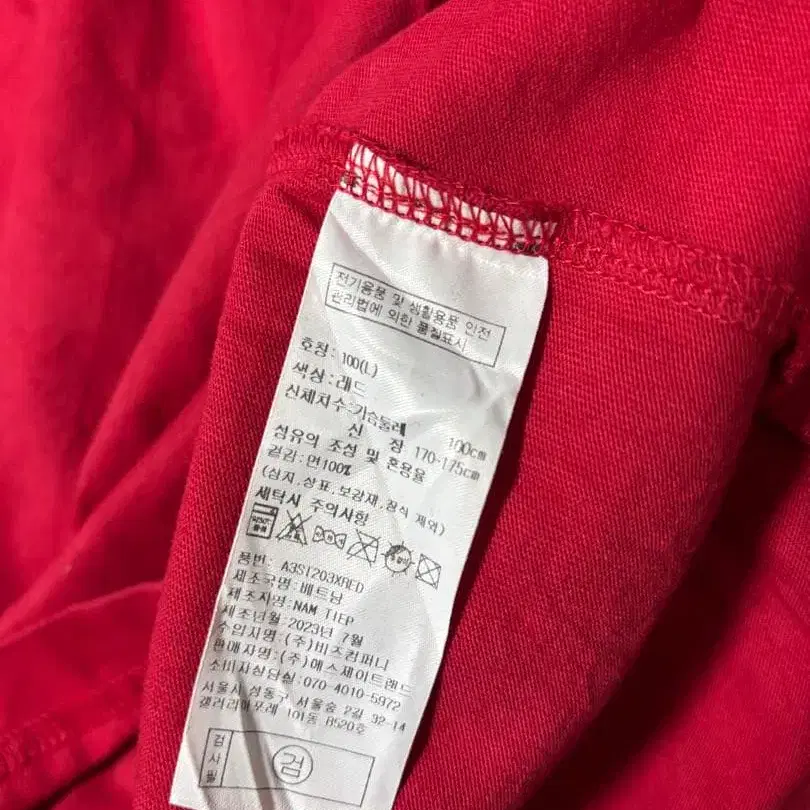 전기용품 및 생활용품 안전
관리법에 의한 품질표시
호칭: 100(L)
색상: 레드
신체치수: 가슴둘레 100cm
신 장 170-175cm
섬유의 조성 및 혼용율
겉감: 면100%
(심지,상표,보강재,장식 제외)
세탁시 주의사항
품번: A3S1203XRED
제조국명: 베트남
제조자명: NAM TIEP
제조년월: 2023년 7월
수입자명: (주)비즈컴퍼니
판매자명: (주)에스제이트렌드
소비자상담실: 070-4010-5972
서울시 성동구 서울숲 2길 32-14
갤러리아포레 101동 B520호
검사필
검